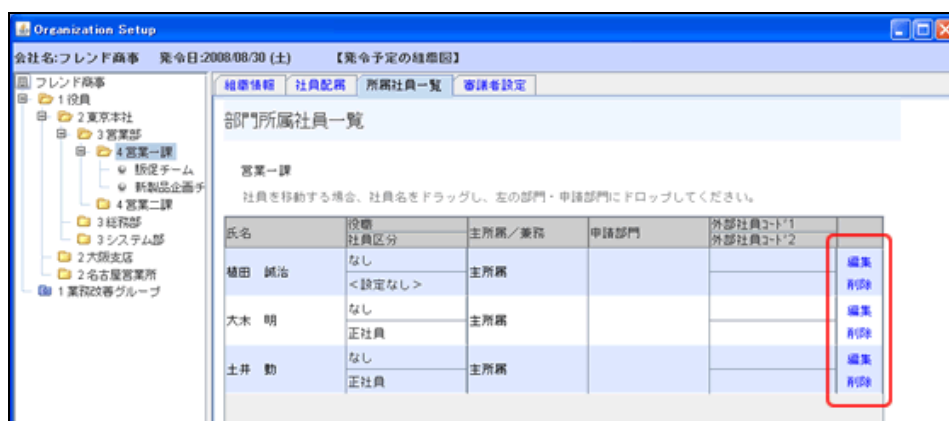 Organization Setup
会社名:フレンド商事 発令日:2008/08/30 (土) 【発令予定の組織図】
フレンド商事
1 役員
2 東京本社
3 営業部
4 営業一課
販促チーム
新製品企画チ
4 営業二課
3 総務部
3 システム部
2 大阪支店
2 名古屋営業所
1 業務改善グループ
組織情報 社員配属 所属社員一覧 審議者設定
部門所属社員一覧
営業一課
社員を移動する場合、社員名をドラッグし、左の部門・申請部門にドロップしてください。
氏名 役職 主所属／兼務 申請部門 外部社員コード1
社員区分 外部社員コード2
植田 誠治 なし 主所属 編集
<設定なし> 削除
大木 明 なし 主所属 編集
正社員 削除
土井 勤 なし 主所属 編集
正社員 削除